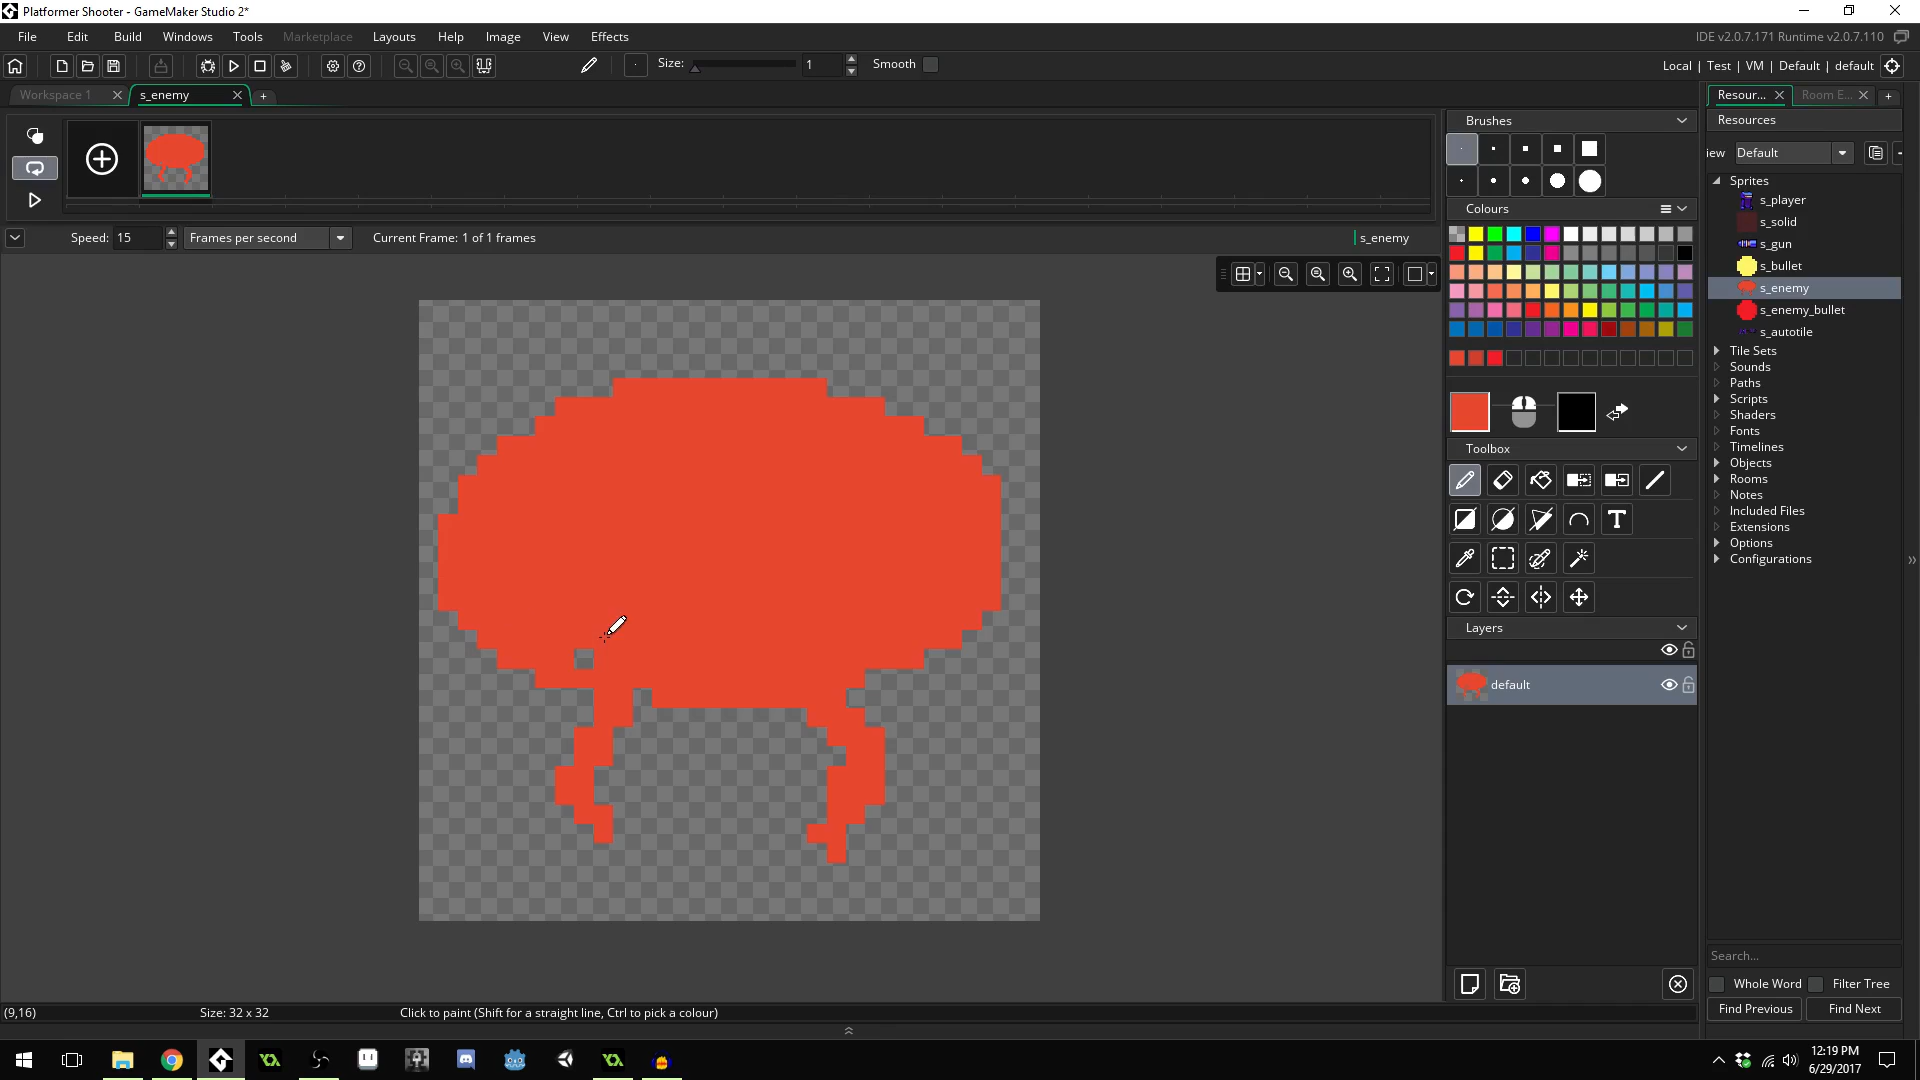 Platformer Shooter - GameMaker Studio 2*
File Edit Build Windows Tools Marketplace Layouts Help Image View Effects
IDE v2.0.7.171 Runtime v2.0.7.110
Size: 1 Smooth
Local | Test | VM | Default | default
Workspace 1 s_enemy
Resour... Room E...
Brushes
Resources
iew Default
Sprites
s_player
s_solid
s_gun
s_bullet
s_enemy
s_enemy_bullet
s_autotile
Tile Sets
Sounds
Paths
Scripts
Shaders
Fonts
Timelines
Objects
Rooms
Notes
Included Files
Extensions
Options
Configurations
Colours
Speed: 15 Frames per second Current Frame: 1 of 1 frames s_enemy
Toolbox
T
Layers
default
Search...
Whole Word Filter Tree
Find Previous Find Next
(9,16) Size: 32 x 32 Click to paint (Shift for a straight line, Ctrl to pick a colour)
12:19 PM
6/29/2017